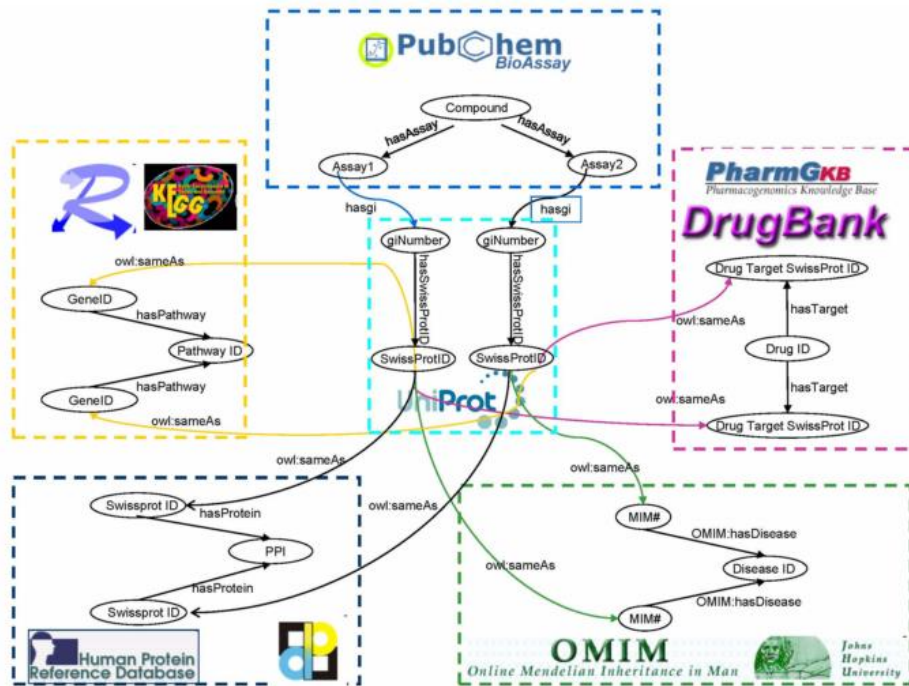 PubChem
BioAssay
Compound
hasAssay
hasAssay
Assay1
Assay2
hasgi
hasgi
giNumber
giNumber
hasSwissProtID
hasSwissProtID
SwissProtID
SwissProtID
UniProt
R
KEGG
owl:sameAs
GeneID
hasPathway
Pathway ID
hasPathway
GeneID
owl:sameAs
PharmGKB
Pharmacogenomics Knowledge Base
DrugBank
Drug Target SwissProt ID
hasTarget
owl:sameAs
Drug ID
hasTarget
owl:sameAs
Drug Target SwissProt ID
owl:sameAs
Swissprot ID
hasProtein
owl:sameAs
PPI
hasProtein
Swissprot ID
Human Protein
Reference Database
owl:sameAs
MIM#
OMIM:hasDisease
owl:sameAs
Disease ID
OMIM:hasDisease
MIM#
OMIM
Online Mendelian Inheritance in Man
Johns
Hopkins
University